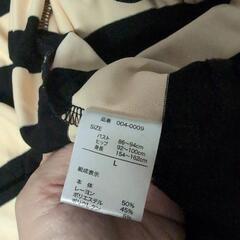 品番 004-0009
SIZE
バスト 86~94cm
ヒップ 92~100cm
身長 154~162cm
L
組成表示
本 体
レーヨン 50%
ポリエステル 45%